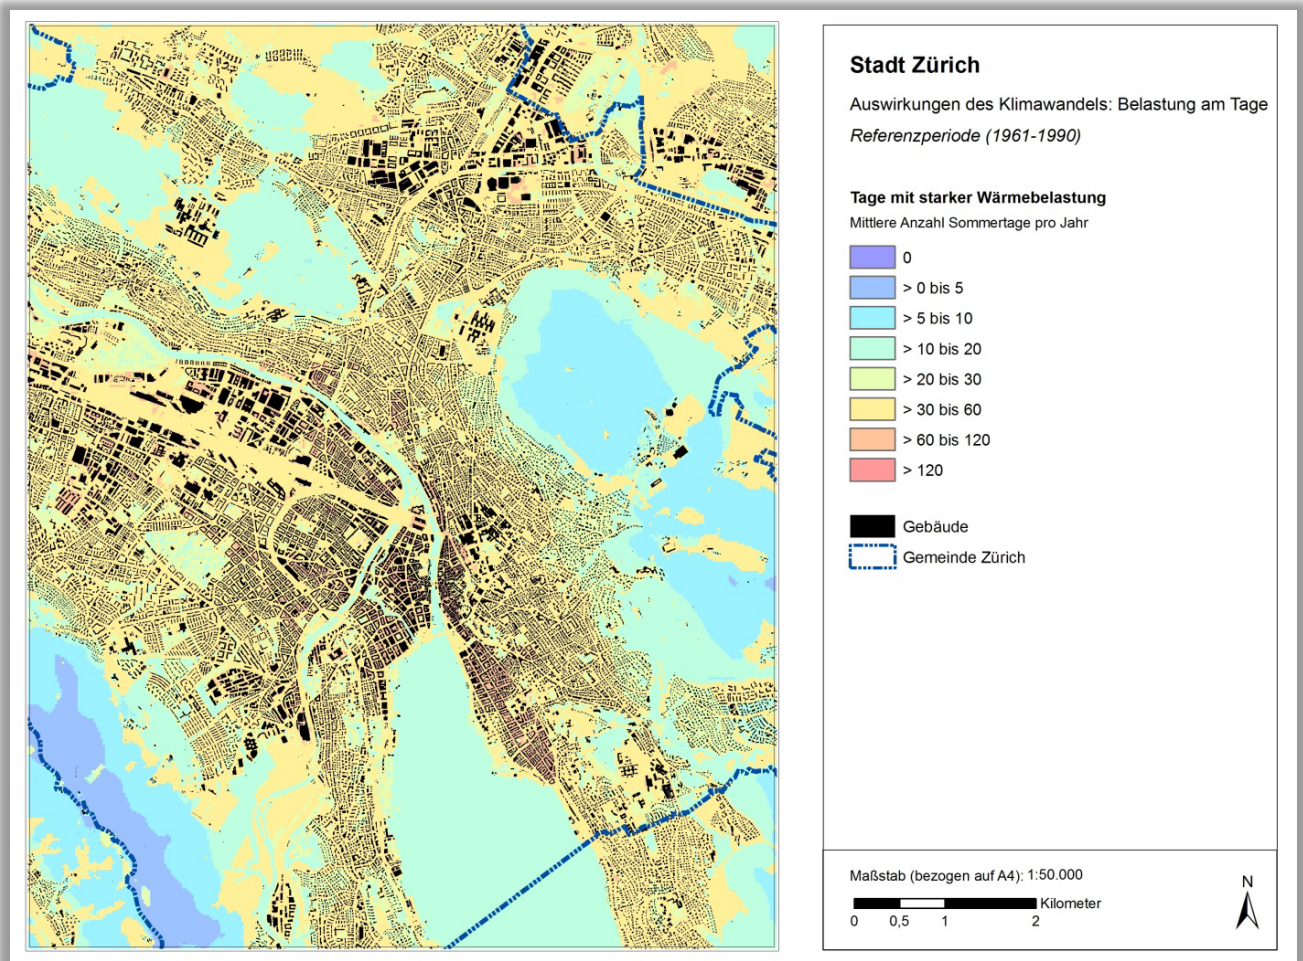 Stadt Zürich
Auswirkungen des Klimawandels: Belastung am Tage
Referenzperiode (1961-1990)
Tage mit starker Wärmebelastung
Mittlere Anzahl Sommertage pro Jahr
0
> 0 bis 5
> 5 bis 10
> 10 bis 20
> 20 bis 30
> 30 bis 60
> 60 bis 120
> 120
Gebäude
Gemeinde Zürich
Maßstab (bezogen auf A4): 1:50.000
N
Kilometer
0 0,5 1 2